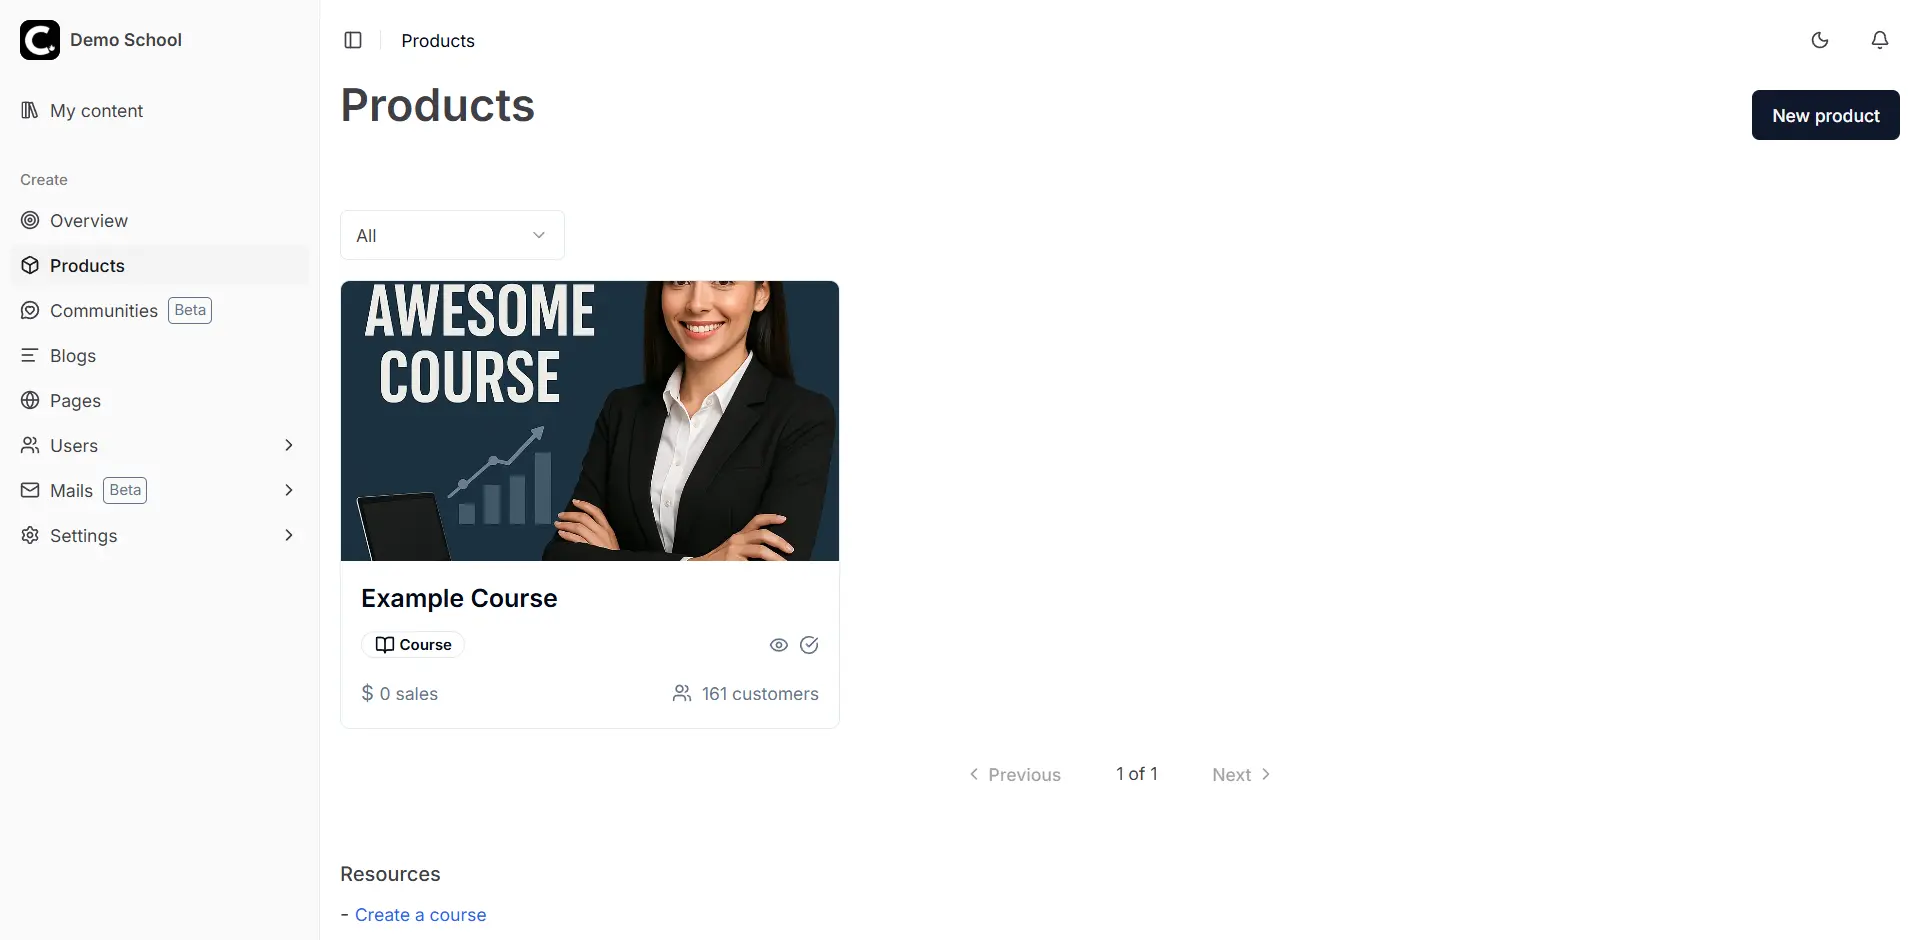 Demo School
Products
My content
Products
New product
Create
Overview
Products
Communities Beta
Blogs
Pages
Users
Mails Beta
Settings
All
AWESOME
COURSE
Example Course
Course
$ 0 sales
161 customers
Previous
1 of 1
Next
Resources
- Create a course